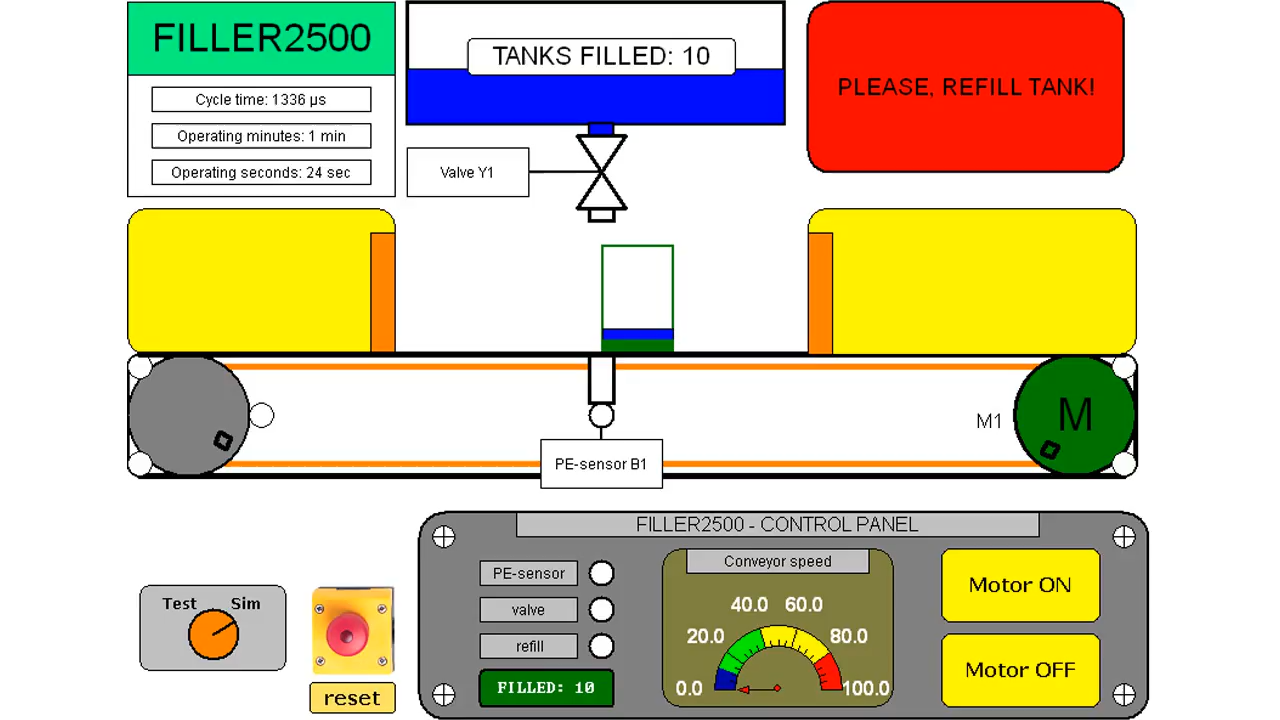 FILLER2500
TANKS FILLED: 10
PLEASE, REFILL TANK!
Cycle time: 1336 µs
Operating minutes: 1 min
Operating seconds: 24 sec
Valve Y1
M1
M
PE-sensor B1
FILLER2500 - CONTROL PANEL
PE-sensor
valve
refill
FILLED: 10
Conveyor speed
0.0
20.0
40.0
60.0
80.0
100.0
Motor ON
Motor OFF
Test
Sim
reset